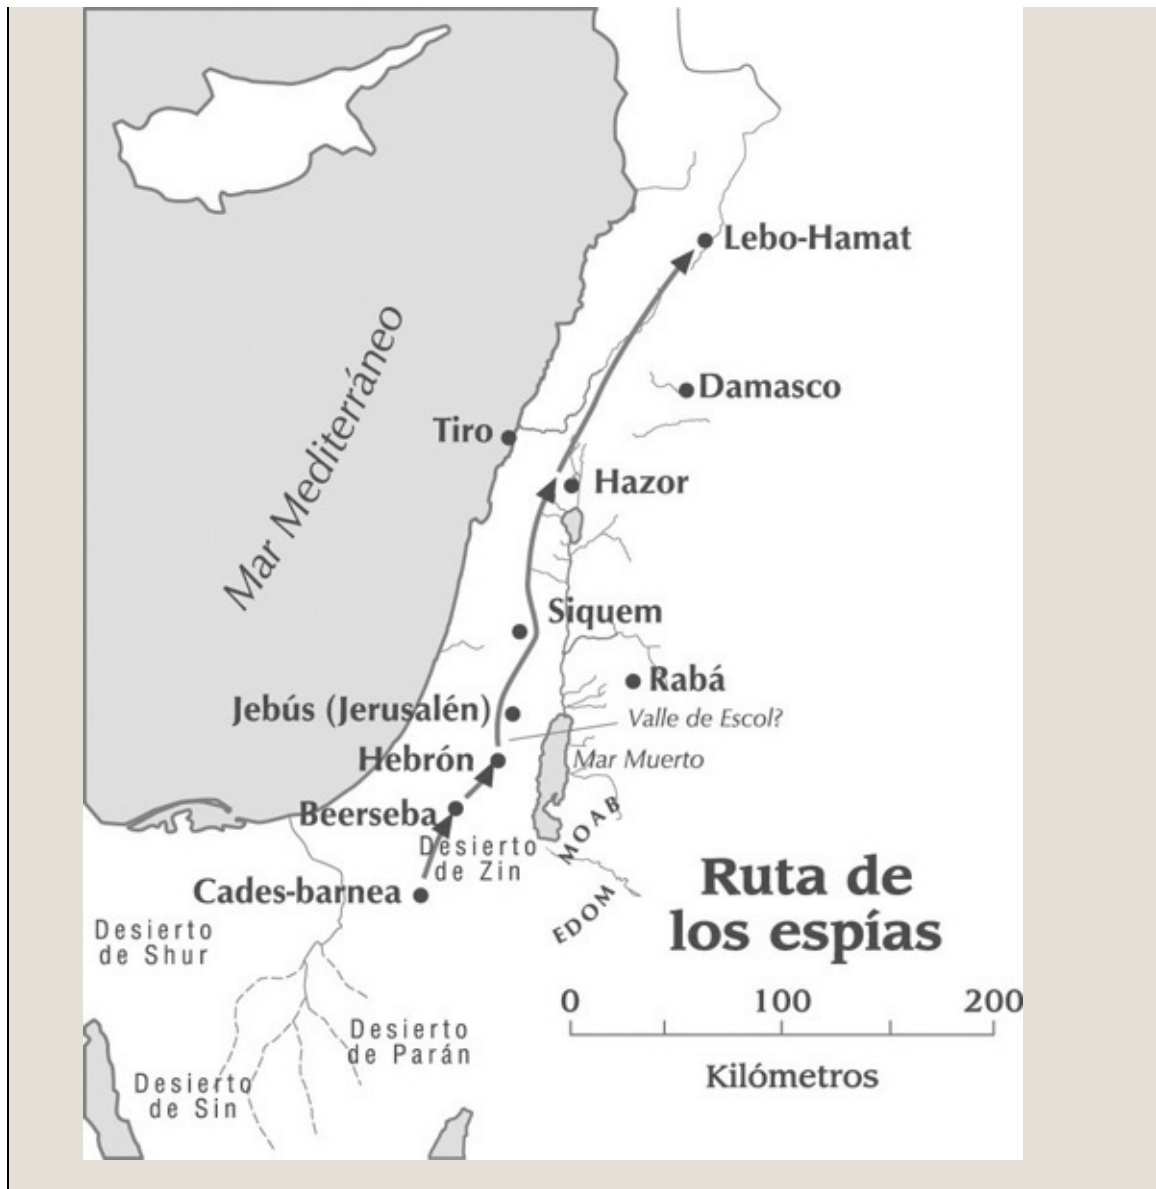 Lebo-Hamat
Mar Mediterráneo
Damasco
Tiro
Hazor
Siquem
Rabá
Jebús (Jerusalén)
Valle de Escol?
Hebrón
Mar Muerto
Beerseba
MOAB
Desierto
de Zin
Cades-barnea
EDOM
Ruta de
los espías
Desierto
de Shur
0 100 200
Kilómetros
Desierto
de Parán
Desierto
de Sin